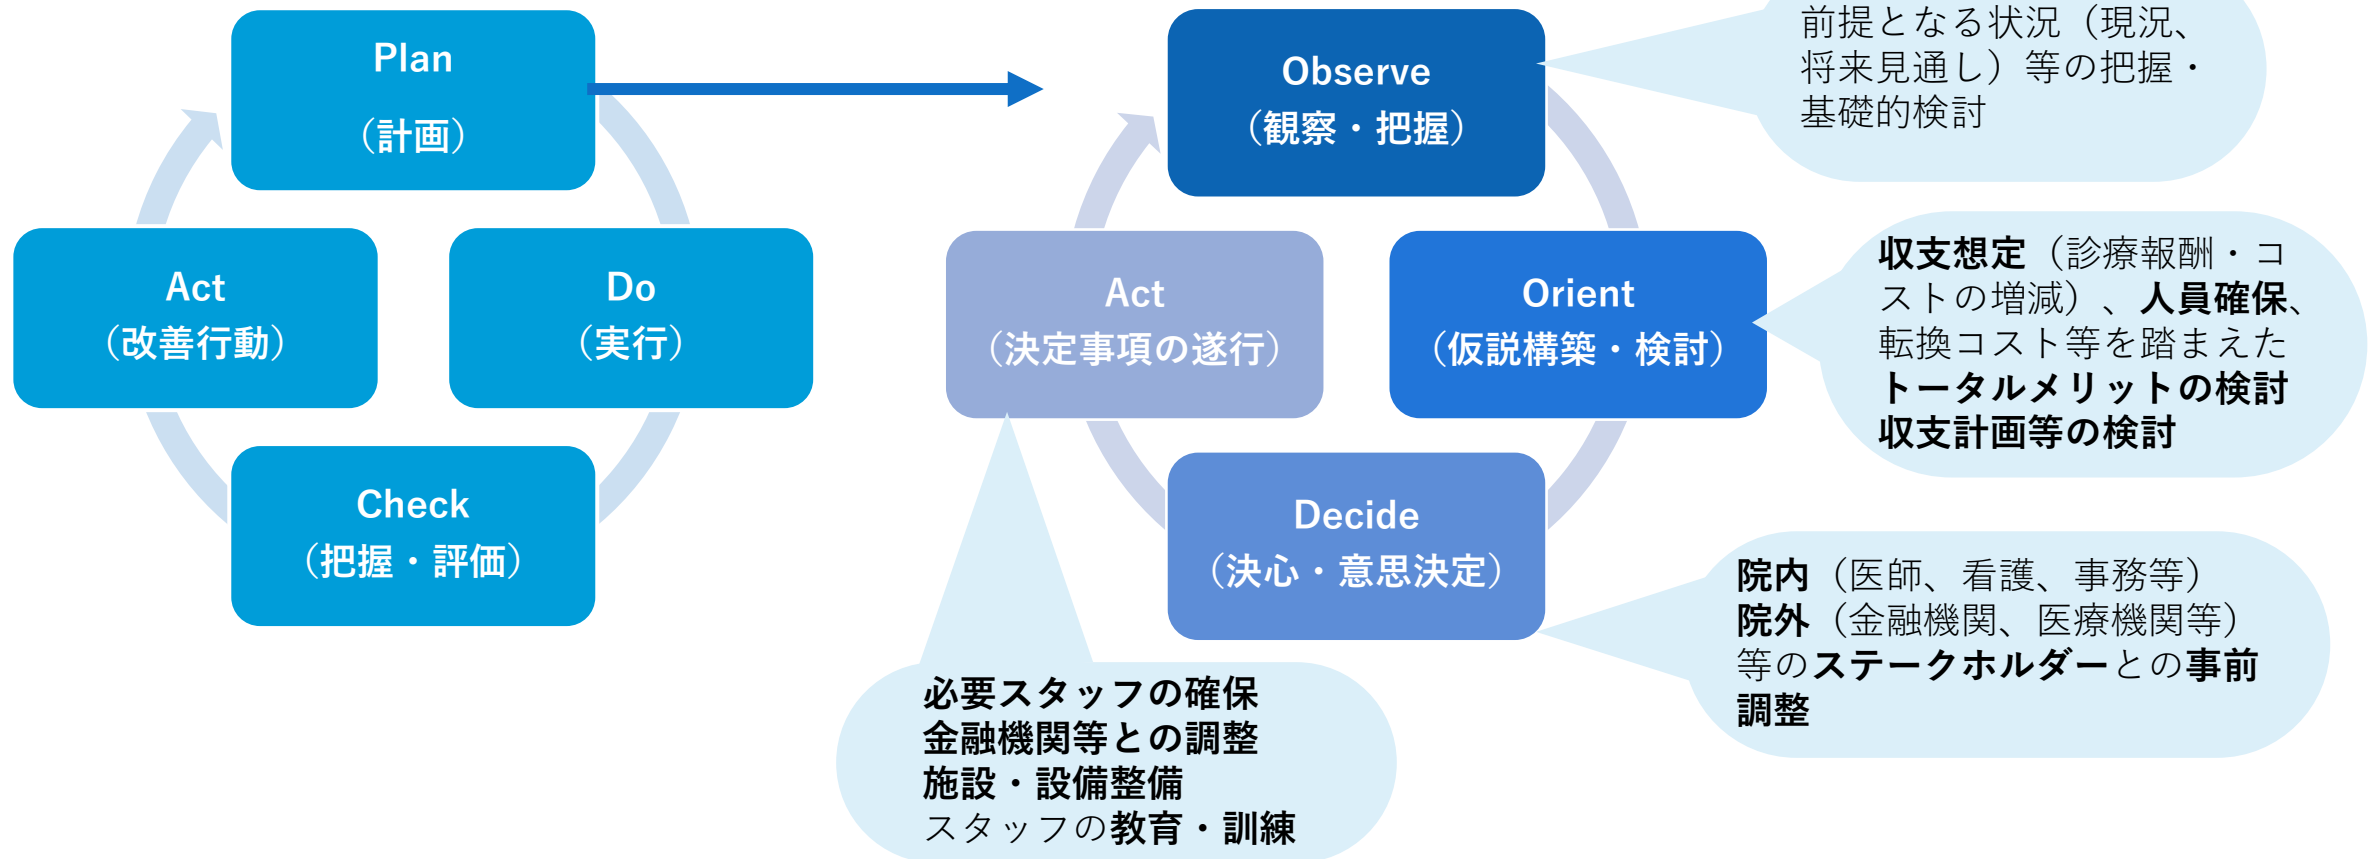 Plan
（計画）
Do
（実行）
Check
（把握・評価）
Act
（改善行動）
Observe
（観察・把握）
Orient
（仮説構築・検討）
Decide
（決心・意思決定）
Act
（決定事項の遂行）
前提となる状況（現況、
将来見通し）等の把握・
基礎的検討
収支想定（診療報酬・コ
ストの増減）、人員確保、
転換コスト等を踏まえた
トータルメリットの検討
収支計画等の検討
院内（医師、看護、事務等）
院外（金融機関、医療機関等）
等のステークホルダーとの事前
調整
必要スタッフの確保
金融機関等との調整
施設・設備整備
スタッフの教育・訓練